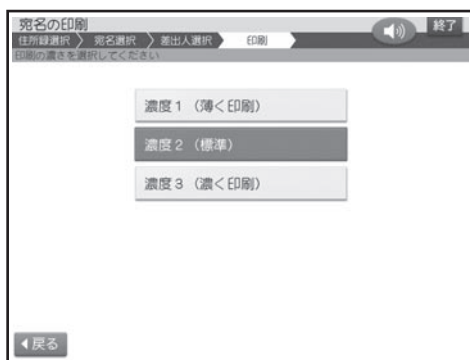 宛名の印刷
終了
住所録選択 〉 宛名選択 〉 差出人選択 〉 印刷
印刷の濃さを選択してください
濃度1 (薄く印刷)
濃度2 (標準)
濃度3 (濃く印刷)
戻る